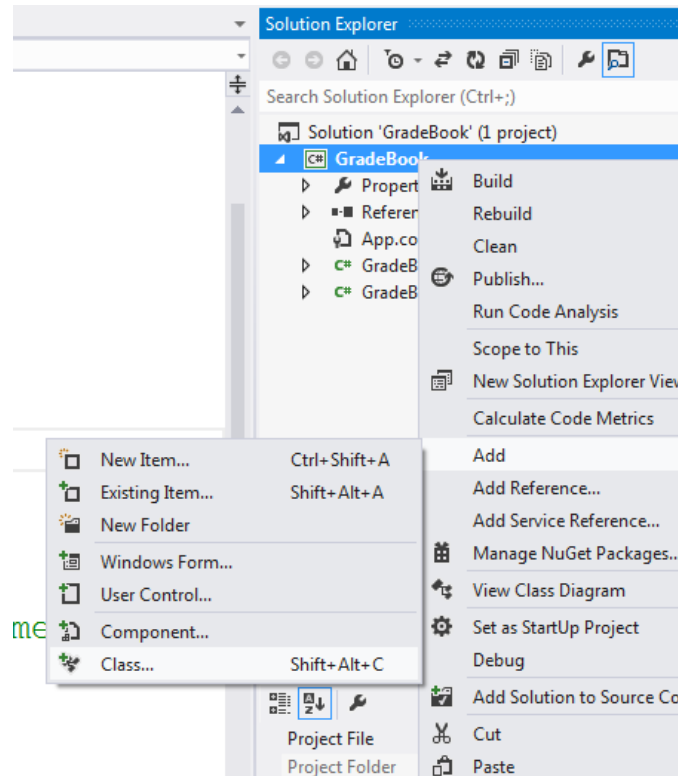 Solution Explorer
Search Solution Explorer (Ctrl+;)
Solution 'GradeBook' (1 project)
C# GradeBook
Propert
Referen
App.co
C# GradeB
C# GradeB
Build
Rebuild
Clean
Publish...
Run Code Analysis
Scope to This
New Solution Explorer View
Calculate Code Metrics
Add
Add Reference...
Add Service Reference...
Manage NuGet Packages...
View Class Diagram
Set as StartUp Project
Debug
Add Solution to Source Co
Cut
Paste
New Item... Ctrl+Shift+A
Existing Item... Shift+Alt+A
New Folder
Windows Form...
User Control...
Component...
Class... Shift+Alt+C
me
Project File
Project Folder